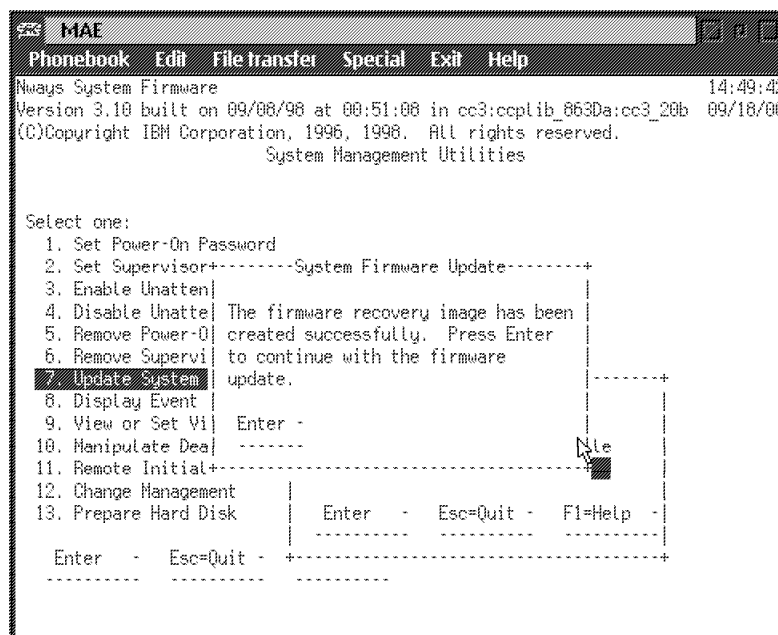 MAE
Phonebook Edit File transfer Special Exit Help
Nways System Firmware 14:49:42
Version 3.10 built on 09/08/98 at 00:51:08 in cc3:ccplib_863Da:cc3_20b 09/18/00
(C)Copyright IBM Corporation, 1996, 1998. All rights reserved.
System Management Utilities
Select one:
1. Set Power-On Password
2. Set Supervisor+--------System Firmware Update--------+
3. Enable Unatten|
4. Disable Unatte| The firmware recovery image has been |
5. Remove Power-O| created successfully. Press Enter |
6. Remove Supervi| to continue with the firmware |
7. Update System | update. |-------+
8. Display Event | | |
9. View or Set Vi| Enter - | |
10. Manipulate Dea| ------- le |
11. Remote Initial+-------------------------------------+ |
12. Change Management | |
13. Prepare Hard Disk | Enter - Esc=Quit - F1=Help -|
| ---------- ---------- ----------|
Enter - Esc=Quit - +---------------------------------------+
---------- ---------- ----------